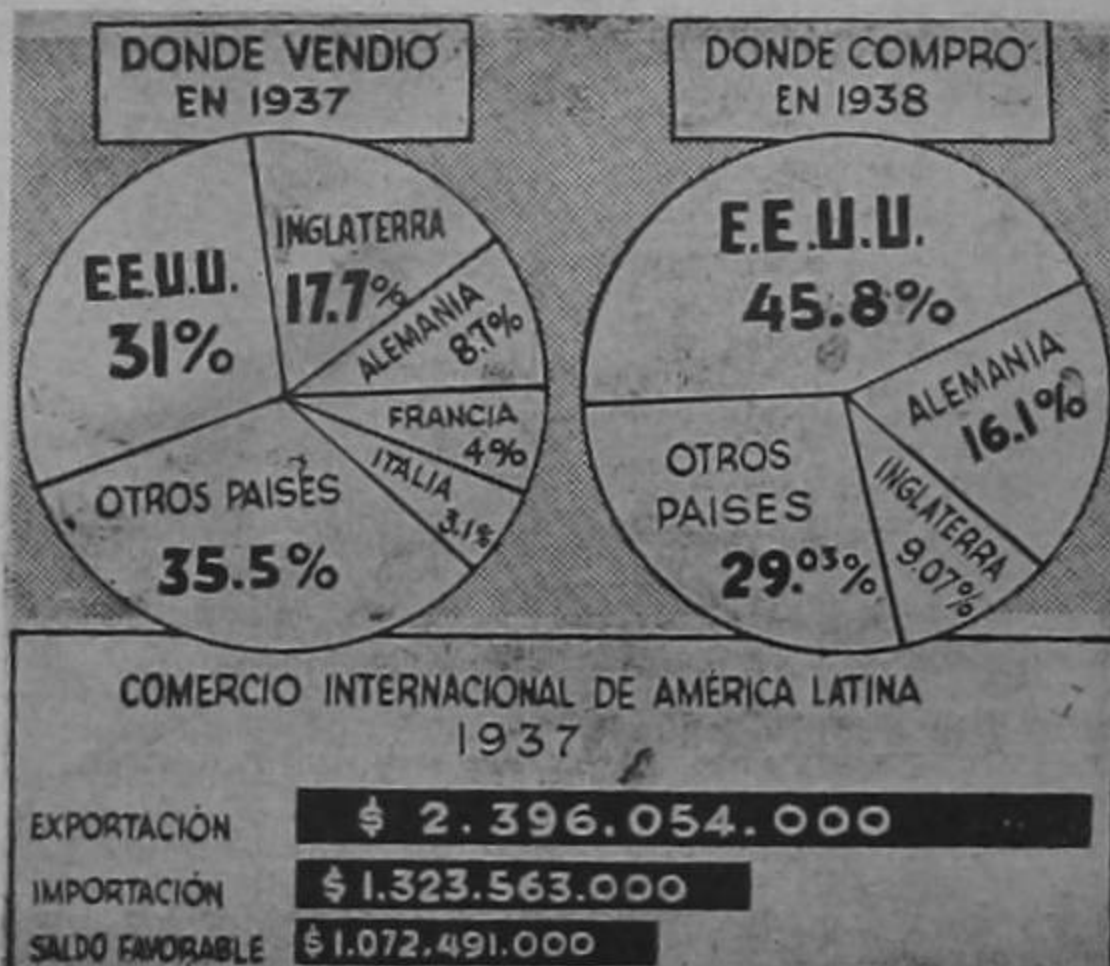 DONDE VENDIÓ
EN 1937
E.E.U.U.
31%
INGLATERRA
17.7%
ALEMANIA
8.7%
FRANCIA
4%
ITALIA
3.1%
OTROS PAISES
35.5%
DONDE COMPRÓ
EN 1938
E.E.U.U.
45.8%
ALEMANIA
16.1%
INGLATERRA
9.07%
OTROS
PAISES
29.03%
COMERCIO INTERNACIONAL DE AMÉRICA LATINA
1937
EXPORTACIÓN $ 2.396.054.000
IMPORTACIÓN $ 1.323.563.000
SALDO FAVORABLE $ 1.072.491.000